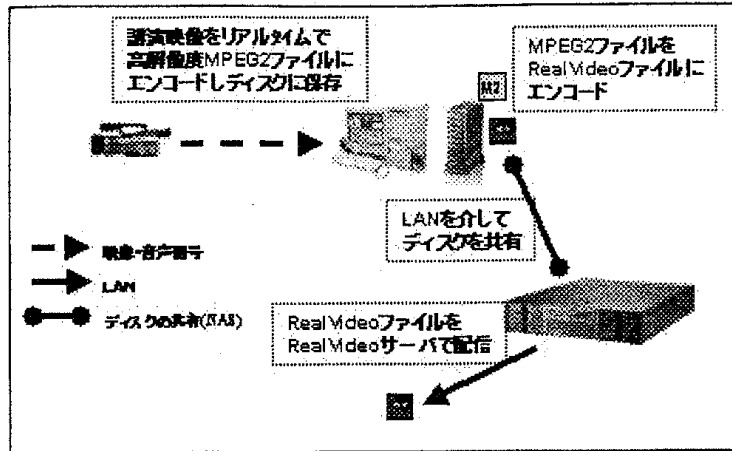 講演映像をリアルタイムで
高解像度MPEG2ファイルに
エンコードしディスクに保存
MPEG2ファイルを
RealVideoファイルに
エンコード
M2
LANを介して
ディスクを共有
映像・音声信号
LAN
ディスクの共有(NAS)
RealVideoファイルを
RealVideoサーバで配信